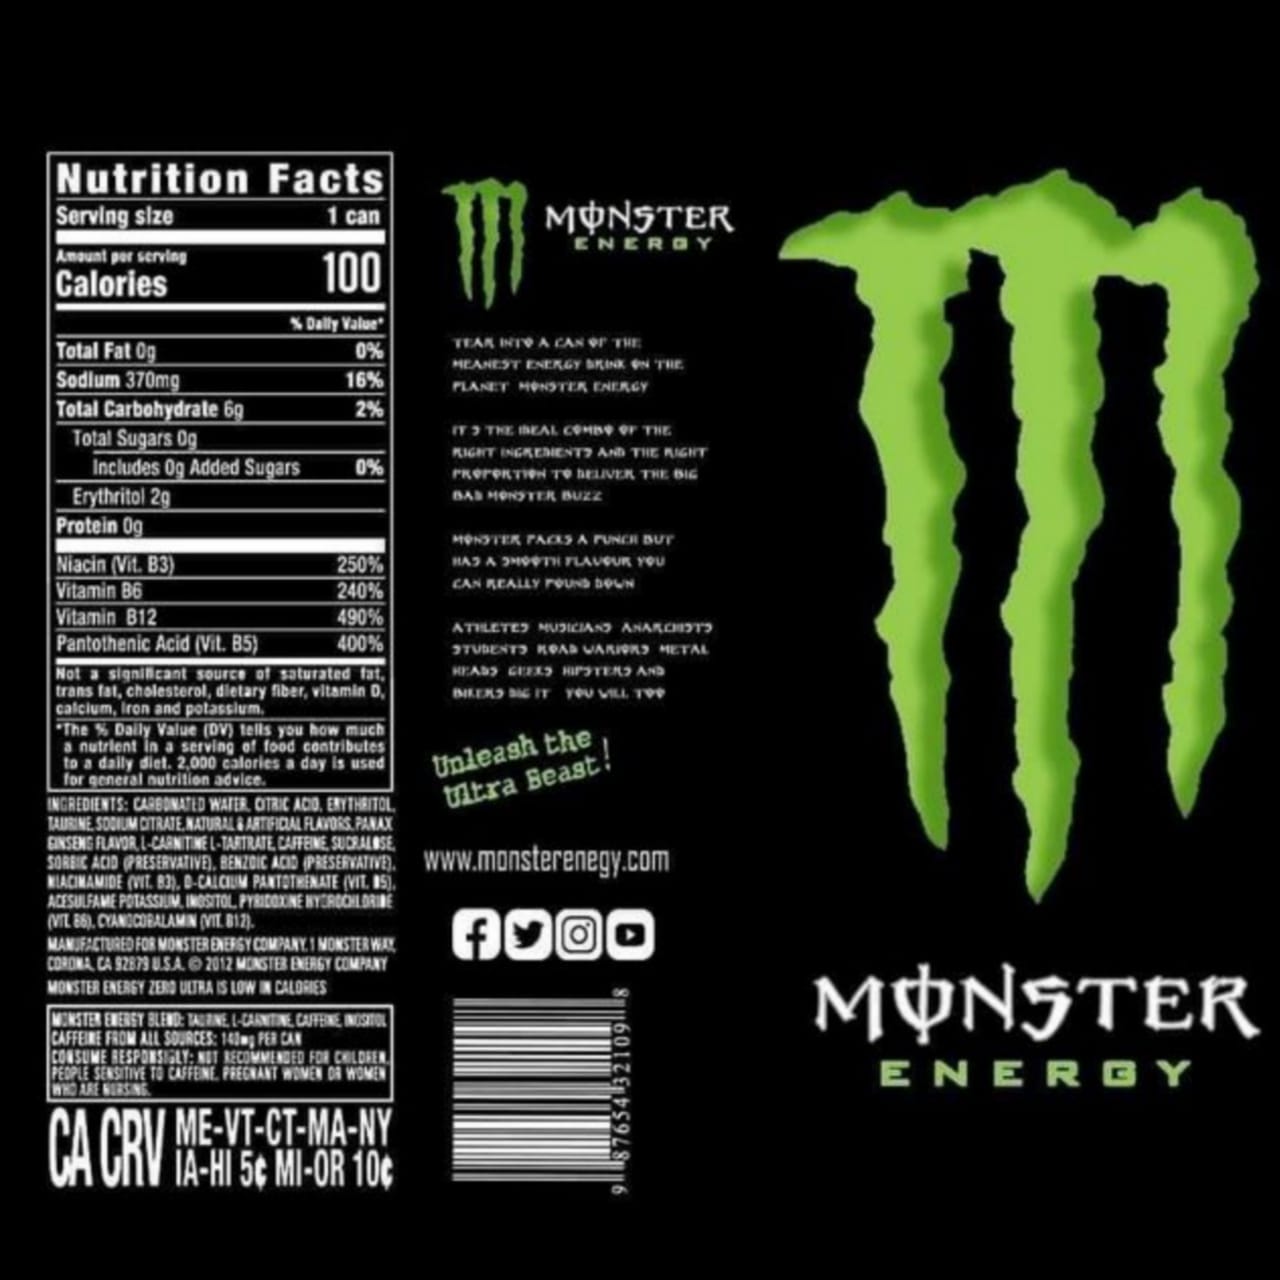 Nutrition Facts
Serving size 1 can
Amount per serving
Calories 100
% Daily Value*
Total Fat 0g 0%
Sodium 370mg 16%
Total Carbohydrate 6g 2%
Total Sugars 0g
Includes 0g Added Sugars 0%
Erythritol 2g
Protein 0g
Niacin (Vit. B3) 250%
Vitamin B6 240%
Vitamin B12 490%
Pantothenic Acid (Vit. B5) 400%
Not a significant source of saturated fat,
trans fat, cholesterol, dietary fiber, vitamin D,
calcium, iron and potassium.
*The % Daily Value (DV) tells you how much
a nutrient in a serving of food contributes
to a daily diet. 2,000 calories a day is used
for general nutrition advice.
INGREDIENTS: CARBONATED WATER, CITRIC ACID, ERYTHRITOL,
TAURINE, SODIUM CITRATE, NATURAL & ARTIFICIAL FLAVORS, PANAX
GINSENG FLAVOR, L-CARNITINE L-TARTRATE, CAFFEINE, SUCRALOSE,
SORBIC ACID (PRESERVATIVE), BENZOIC ACID (PRESERVATIVE),
NIACINAMIDE (VIT. B3), D-CALCIUM PANTOTHENATE (VIT. B5),
ACESULFAME POTASSIUM, INOSITOL, PYRIDOXINE HYDROCHLORIDE
(VIT. B6), CYANOCOBALAMIN (VIT. B12).
MANUFACTURED FOR MONSTER ENERGY COMPANY, 1 MONSTER WAY,
CORONA, CA 92879 U.S.A. © 2012 MONSTER ENERGY COMPANY
MONSTER ENERGY ZERO ULTRA IS LOW IN CALORIES
MONSTER ENERGY BLEND: TAURINE, L-CARNITINE, CAFFEINE, INOSITOL
CAFFEINE FROM ALL SOURCES: 140mg PER CAN
CONSUME RESPONSIGLY: NOT RECOMMENDED FOR CHILDREN,
PEOPLE SENSITIVE TO CAFFEINE, PREGNANT WOMEN OR WOMEN
WHO ARE NURSING.
CA CRV ME-VT-CT-MA-NY
IA-HI 5¢ MI-OR 10¢
MONSTER
ENERGY
TEAR INTO A CAN OF THE
MEANEST ENERGY DRINK ON THE
PLANET MONSTER ENERGY
IT S THE IDEAL COMBO OF THE
RIGHT INGREDIENTS AND THE RIGHT
PROPORTION TO DELIVER THE BIG
BAD MONSTER BUZZ
MONSTER PACKS A PUNCH BUT
HAS A SMOOTH FLAVOUR YOU
CAN REALLY POUND DOWN
ATHLETES MUSICIANS ANARCHISTS
STUDENTS ROAD WARIORS METAL
HEADS GEEKS HIPSTERS AND
BIKERS DIG IT YOU WILL TOO
Unleash the
Ultra Beast!
www.monsterenegy.com
9 87654 32109 8
MONSTER
ENERGY